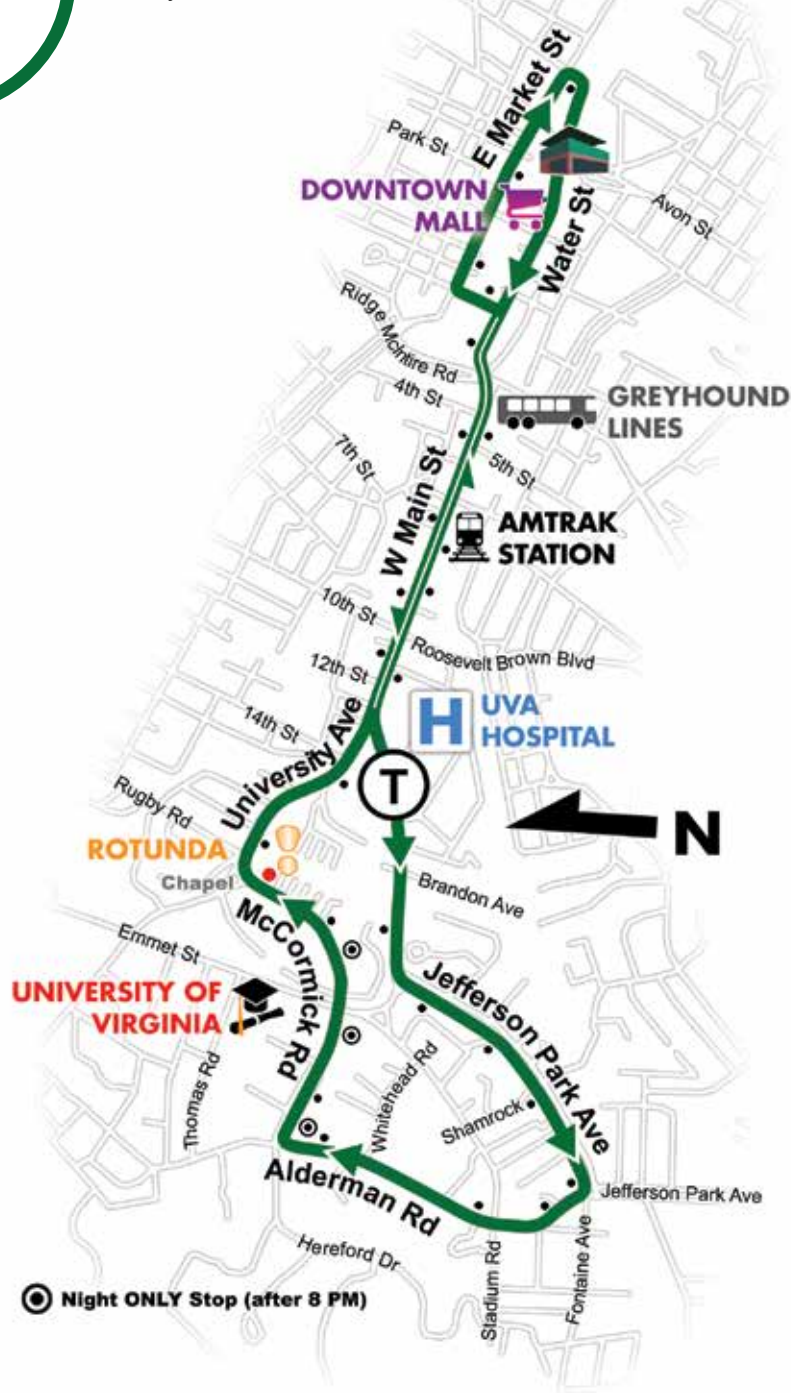 E Market St
Park St
DOWNTOWN
MALL
Water St
Avon St
Ridge McIntire Rd
4th St
GREYHOUND
LINES
7th St
5th St
W Main St
AMTRAK
STATION
10th St
Roosevelt Brown Blvd
12th St
UVA
HOSPITAL
H
14th St
University Ave
T
Rugby Rd
N
ROTUNDA
Chapel
Brandon Ave
McCormick Rd
Emmet St
UNIVERSITY OF
VIRGINIA
Jefferson Park Ave
Thomas Rd
Whitehead Rd
Shamrock
Alderman Rd
Jefferson Park Ave
Hereford Dr
Stadium Rd
Fontaine Ave
Night ONLY Stop (after 8 PM)